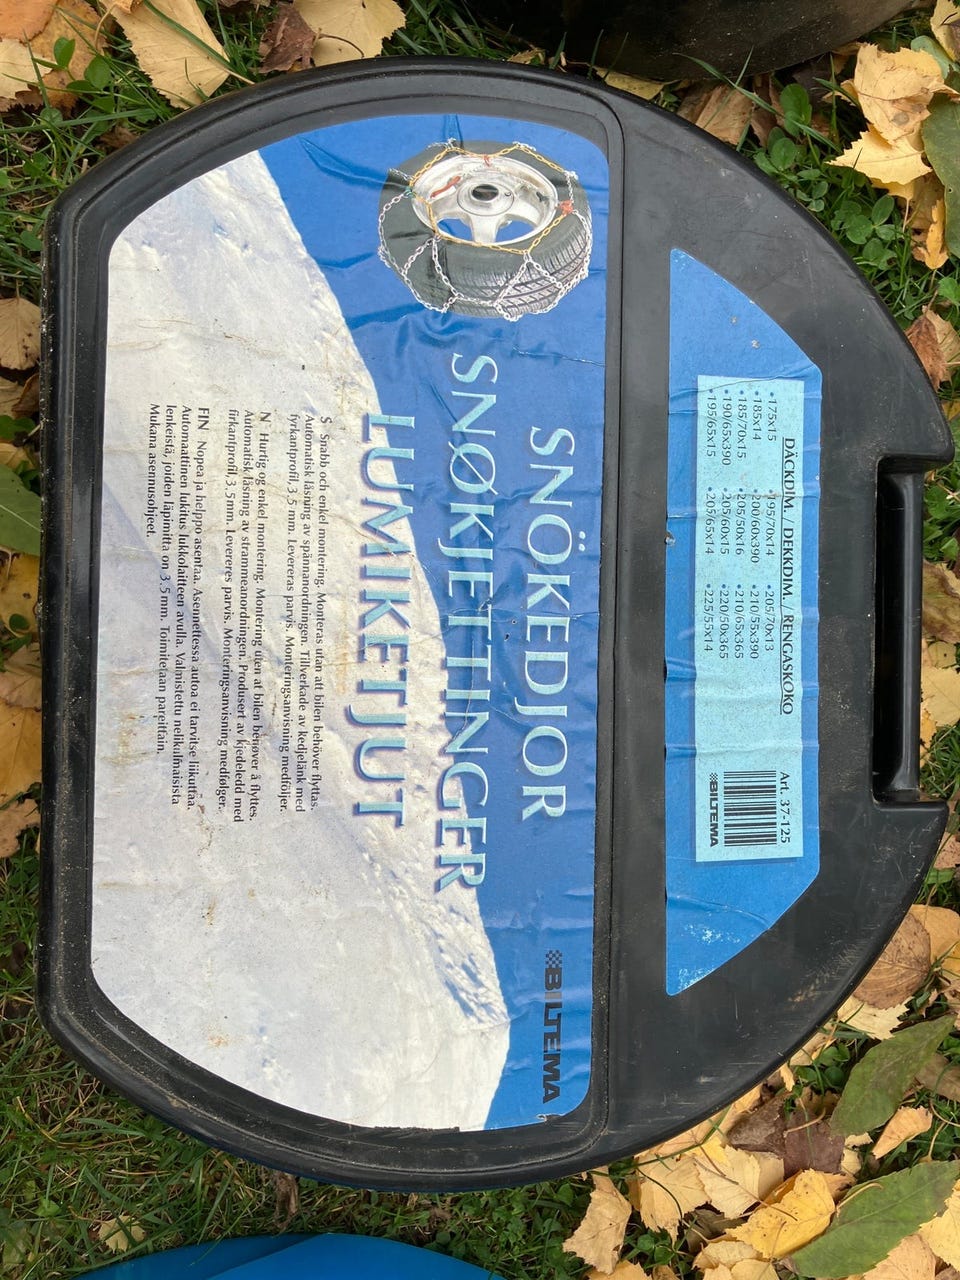 DÄCKDIM. / DEKKDIM. / RENGASKOKO
• 175x15 • 195/70x14 • 205/70x13
• 185x14 • 200/60x390 • 210/55x390
• 185/70x15 • 205/50x16 • 210/65x365
• 190/65x390 • 205/60x15 • 220/50x365
• 195/65x15 • 205/65x14 • 225/55x14
Art. 37-125
BILTEMA
SNÖKEDJOR
SNØKJETTINGER
LUMIKETJUT
BILTEMA
S Snabb och enkel montering. Monteras utan att bilen behöver flyttas.
Automatisk låsning av spännanordningen. Tillverkade av kedjelänk med
fyrkantprofil, 3,5 mm. Levereras parvis. Monteringsanvisning medföljer.
N Hurtig og enkel montering. Montering uten at bilen behøver å flyttes.
Automatisk låsning av strammeanordningen. Produsert av kjedeledd med
firkantprofil, 3,5mm. Leveres parvis. Monteringsanvisning medfølger.
FIN Nopea ja helppo asentaa. Asennettessa autoa ei tarvitse liikuttaa.
Automaattinen lukitus lukkolaitteen avulla. Valmistettu nelikulmaisista
lenkeistä, joiden läpimitta on 3,5mm. Toimitetaan pareittain.
Mukana asennusohjeet.